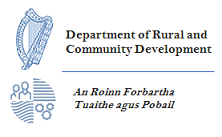 Department of Rural and
Community Development
An Roinn Forbartha
Tuaithe agus Pobail